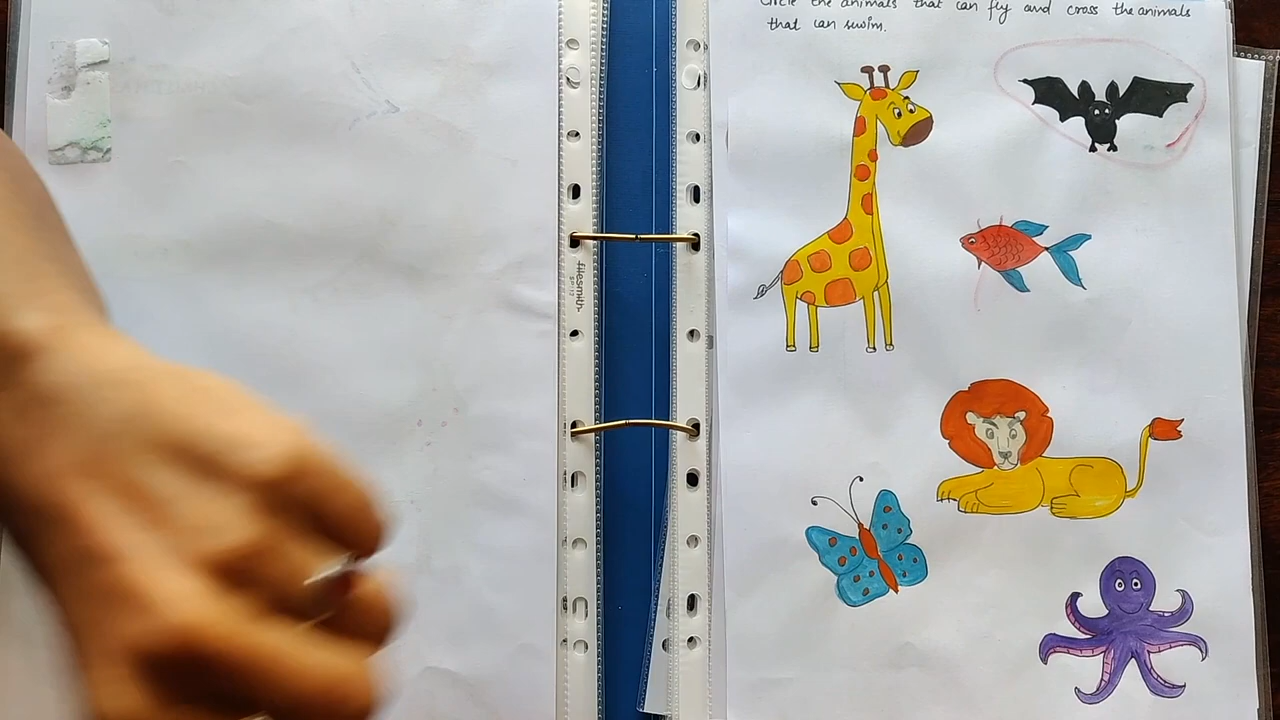 Circle the animals that can fly and cross the animals
that can swim.
filesmith